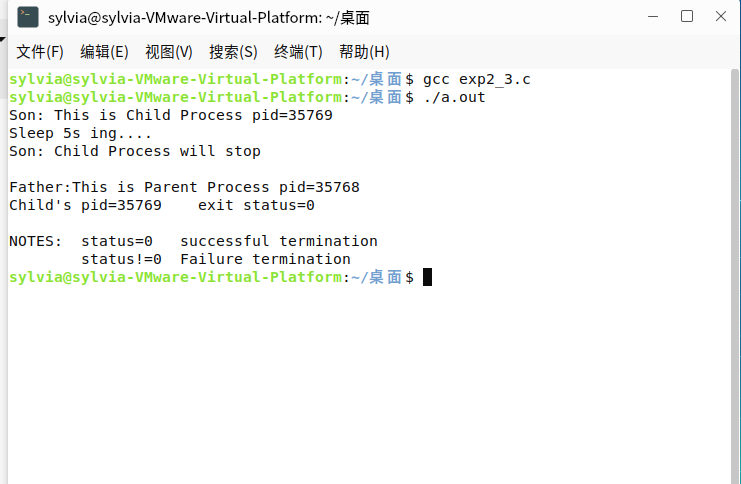 sylvia@sylvia-VMware-Virtual-Platform: ~/桌面
文件(F) 编辑(E) 视图(V) 搜索(S) 终端(T) 帮助(H)
sylvia@sylvia-VMware-Virtual-Platform:~/桌面$ gcc exp2_3.c
sylvia@sylvia-VMware-Virtual-Platform:~/桌面$ ./a.out
Son: This is Child Process pid=35769
Sleep 5s ing....
Son: Child Process will stop
Father:This is Parent Process pid=35768
Child's pid=35769    exit status=0
NOTES:  status=0   successful termination
        status!=0  Failure termination
sylvia@sylvia-VMware-Virtual-Platform:~/桌面$